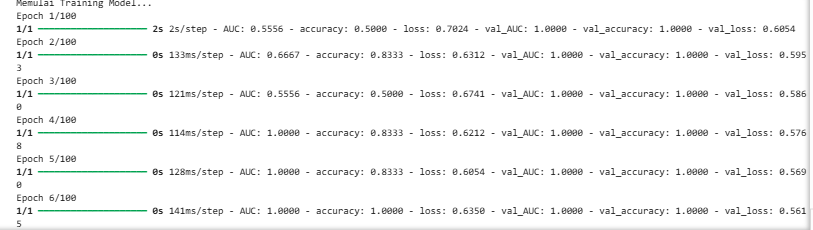 Memulai Training Model...
Epoch 1/100
1/1 ━━━━━━━━━━━━━━━━━━━━ 2s 2s/step - AUC: 0.5556 - accuracy: 0.5000 - loss: 0.7024 - val_AUC: 1.0000 - val_accuracy: 1.0000 - val_loss: 0.6054
Epoch 2/100
1/1 ━━━━━━━━━━━━━━━━━━━━ 0s 133ms/step - AUC: 0.6667 - accuracy: 0.8333 - loss: 0.6312 - val_AUC: 1.0000 - val_accuracy: 1.0000 - val_loss: 0.595
3
Epoch 3/100
1/1 ━━━━━━━━━━━━━━━━━━━━ 0s 121ms/step - AUC: 0.5556 - accuracy: 0.5000 - loss: 0.6741 - val_AUC: 1.0000 - val_accuracy: 1.0000 - val_loss: 0.586
0
Epoch 4/100
1/1 ━━━━━━━━━━━━━━━━━━━━ 0s 114ms/step - AUC: 1.0000 - accuracy: 0.8333 - loss: 0.6212 - val_AUC: 1.0000 - val_accuracy: 1.0000 - val_loss: 0.576
8
Epoch 5/100
1/1 ━━━━━━━━━━━━━━━━━━━━ 0s 128ms/step - AUC: 1.0000 - accuracy: 0.8333 - loss: 0.6054 - val_AUC: 1.0000 - val_accuracy: 1.0000 - val_loss: 0.569
0
Epoch 6/100
1/1 ━━━━━━━━━━━━━━━━━━━━ 0s 141ms/step - AUC: 1.0000 - accuracy: 1.0000 - loss: 0.6350 - val_AUC: 1.0000 - val_accuracy: 1.0000 - val_loss: 0.561
5